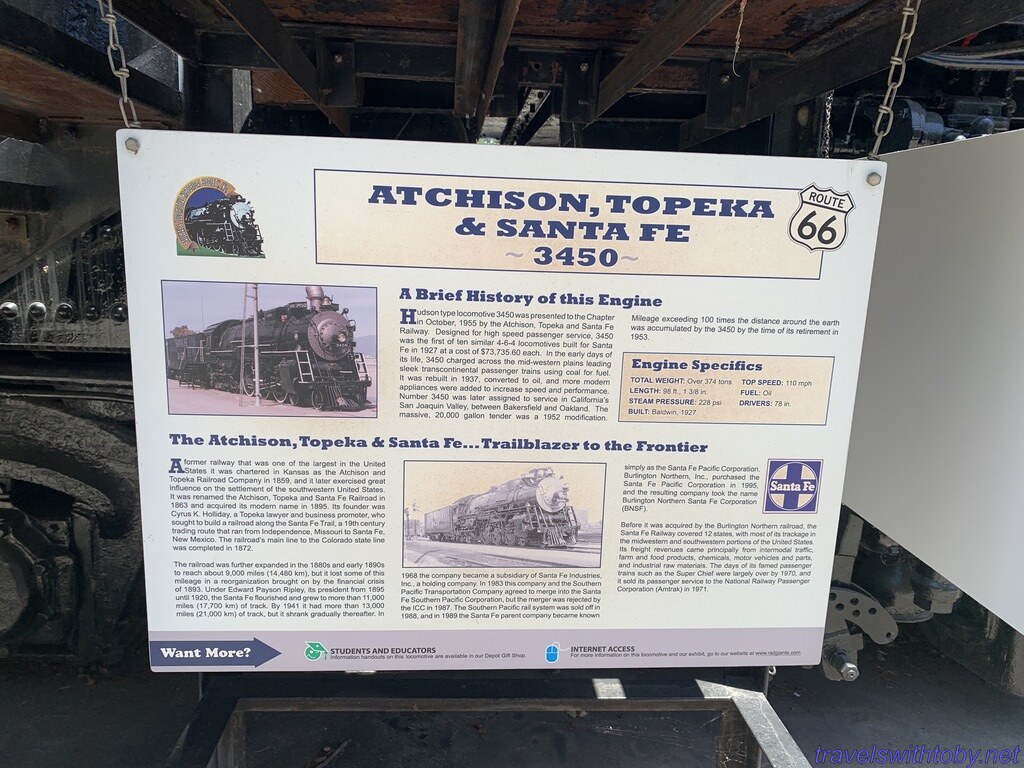 ATCHISON, TOPEKA
& SANTA FE
~ 3450 ~
ROUTE
66
A Brief History of this Engine
Hudson type locomotive 3450 was presented to the Chapter
in October, 1955 by the Atchison, Topeka and Santa Fe
Railway. Designed for high speed passenger service, 3450
was the first of ten similar 4-6-4 locomotives built for Santa
Fe in 1927 at a cost of $73,735.60 each. In the early days of
its life, 3450 charged across the mid-western plains leading
sleek transcontinental passenger trains using coal for fuel.
It was rebuilt in 1937, converted to oil, and more modern
appliances were added to increase speed and performance.
Number 3450 was later assigned to service in California's
San Joaquin Valley, between Bakersfield and Oakland. The
massive, 20,000 gallon tender was a 1952 modification.
Mileage exceeding 100 times the distance around the earth
was accumulated by the 3450 by the time of its retirement in
1953.
Engine Specifics
TOTAL WEIGHT: Over 374 tons
LENGTH: 98 ft., 1 3/8 in.
STEAM PRESSURE: 228 psi
BUILT: Baldwin, 1927
TOP SPEED: 110 mph
FUEL: Oil
DRIVERS: 78 in.
The Atchison, Topeka & Santa Fe...Trailblazer to the Frontier
A former railway that was one of the largest in the United
States it was chartered in Kansas as the Atchison and
Topeka Railroad Company in 1859, and it later exercised great
influence on the settlement of the southwestern United States.
It was renamed the Atchison, Topeka and Santa Fe Railroad in
1863 and acquired its modern name in 1895. Its founder was
Cyrus K. Holliday, a Topeka lawyer and business promoter, who
sought to build a railroad along the Santa Fe Trail, a 19th century
trading route that ran from Independence, Missouri to Santa Fe,
New Mexico. The railroad's main line to the Colorado state line
was completed in 1872.
The railroad was further expanded in the 1880s and early 1890s
to reach about 9,000 miles (14,480 km), but it lost some of this
mileage in a reorganization brought on by the financial crisis
of 1893. Under Edward Payson Ripley, its president from 1895
until 1920, the Santa Fe flourished and grew to more than 11,000
miles (17,700 km) of track. By 1941 it had more than 13,000
miles (21,000 km) of track, but it shrank gradually thereafter. In
1968 the company became a subsidiary of Santa Fe Industries,
Inc., a holding company. In 1983 this company and the Southern
Pacific Transportation Company agreed to merge into the Santa
Fe Southern Pacific Corporation, but the merger was rejected by
the ICC in 1987. The Southern Pacific rail system was sold off in
1988, and in 1989 the Santa Fe parent company became known
simply as the Santa Fe Pacific Corporation.
Burlington Northern, Inc., purchased the
Santa Fe Pacific Corporation in 1995,
and the resulting company took the name
Burlington Northern Santa Fe Corporation
(BNSF).
Santa Fe
Before it was acquired by the Burlington Northern railroad, the
Santa Fe Railway covered 12 states, with most of its trackage in
the midwestern and southwestern portions of the United States.
Its freight revenues came principally from intermodal traffic,
farm and food products, chemicals, motor vehicles and parts,
and industrial raw materials. The days of its famed passenger
trains such as the Super Chief were largely over by 1970, and
it sold its passenger service to the National Railway Passenger
Corporation (Amtrak) in 1971.
Want More?
STUDENTS AND EDUCATORS
Information handouts on this locomotive are available in our Depot Gift Shop.
INTERNET ACCESS
For more information on this locomotive and our exhibit, go to our website at www.railgiants.com.
travelswithtoby.net